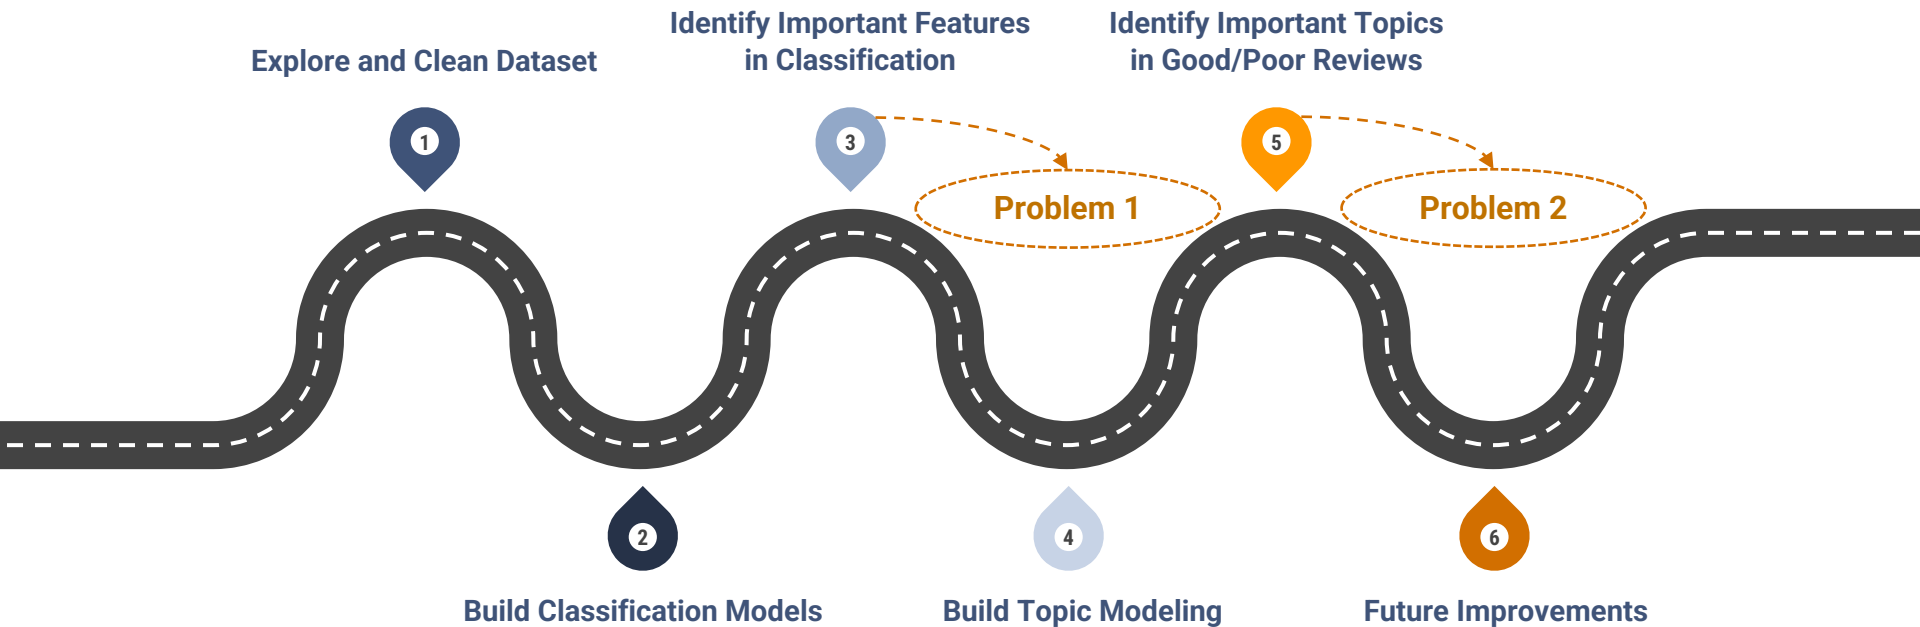 Explore and Clean Dataset
1
Build Classification Models
2
Identify Important Features
in Classification
3
Problem 1
Build Topic Modeling
4
Identify Important Topics
in Good/Poor Reviews
5
Problem 2
Future Improvements
6